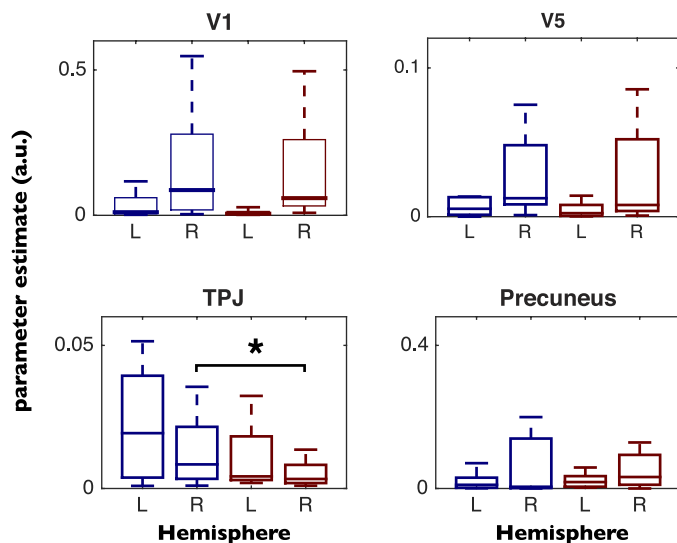 V1
V5
0.5
0
L R L R
0.1
0
L R L R
parameter estimate (a.u.)
TPJ
Precuneus
0.05
*
0
L R L R
0.4
0
L R L R
Hemisphere
Hemisphere